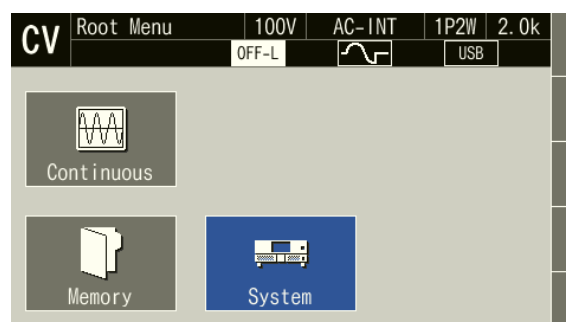 CV Root Menu 100V AC-INT 1P2W 2.0k
OFF-L USB
Continuous
Memory System